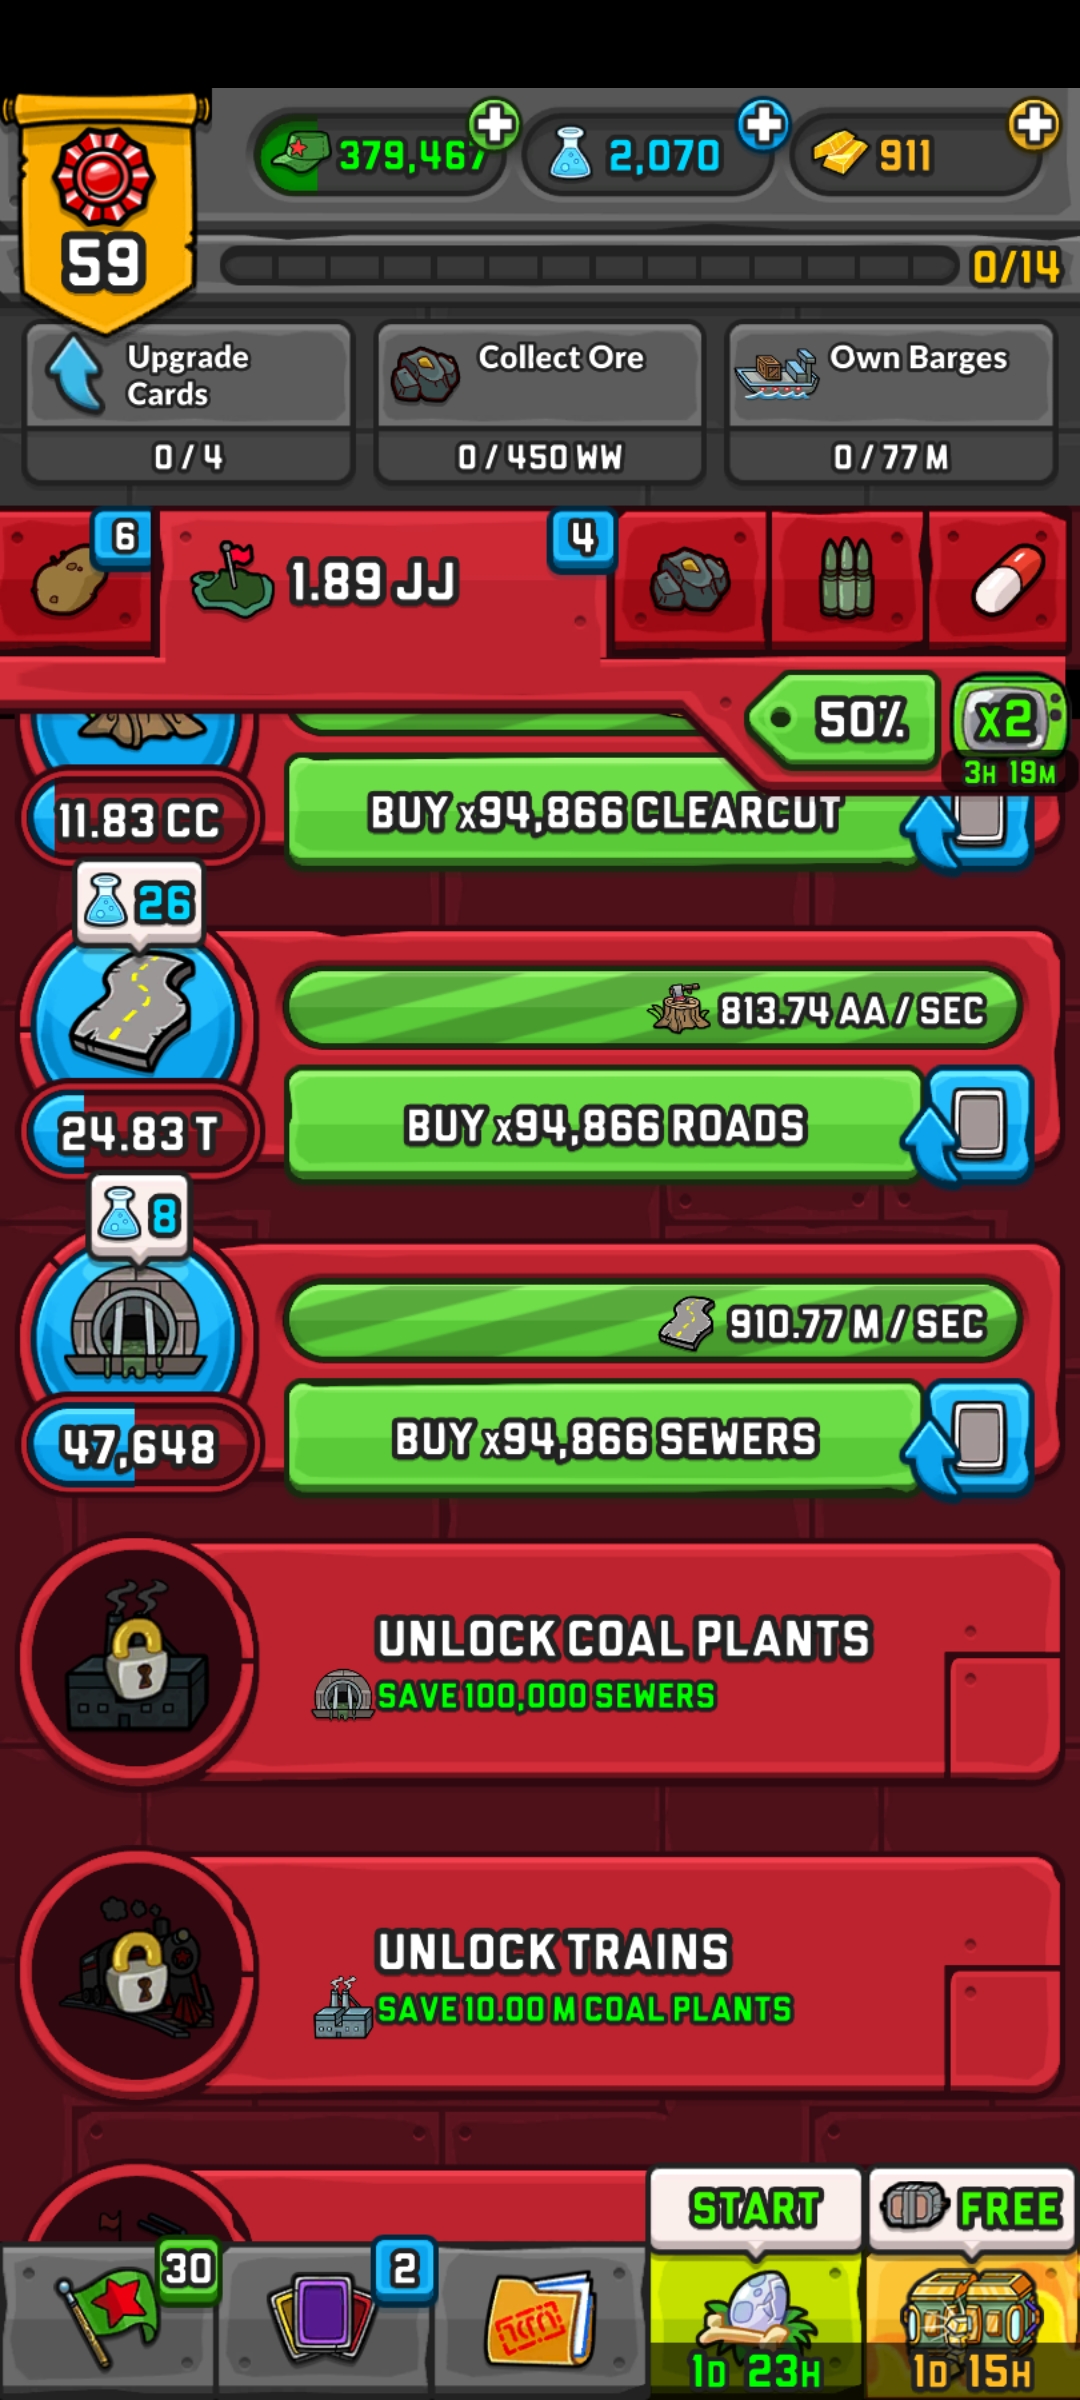 59
379,467
2,070
911
0/14
Upgrade
Cards
0 / 4
Collect Ore
0 / 450 WW
Own Barges
0 / 77 M
6
1.89 JJ
4
50%
x2
3H 19M
11.83 CC
BUY x94,866 CLEARCUT
26
813.74 AA / SEC
24.83 T
BUY x94,866 ROADS
8
910.77 M / SEC
47,648
BUY x94,866 SEWERS
UNLOCK COAL PLANTS
SAVE 100,000 SEWERS
UNLOCK TRAINS
SAVE 10.00 M COAL PLANTS
START
FREE
30
2
1D 23H
1D 15H